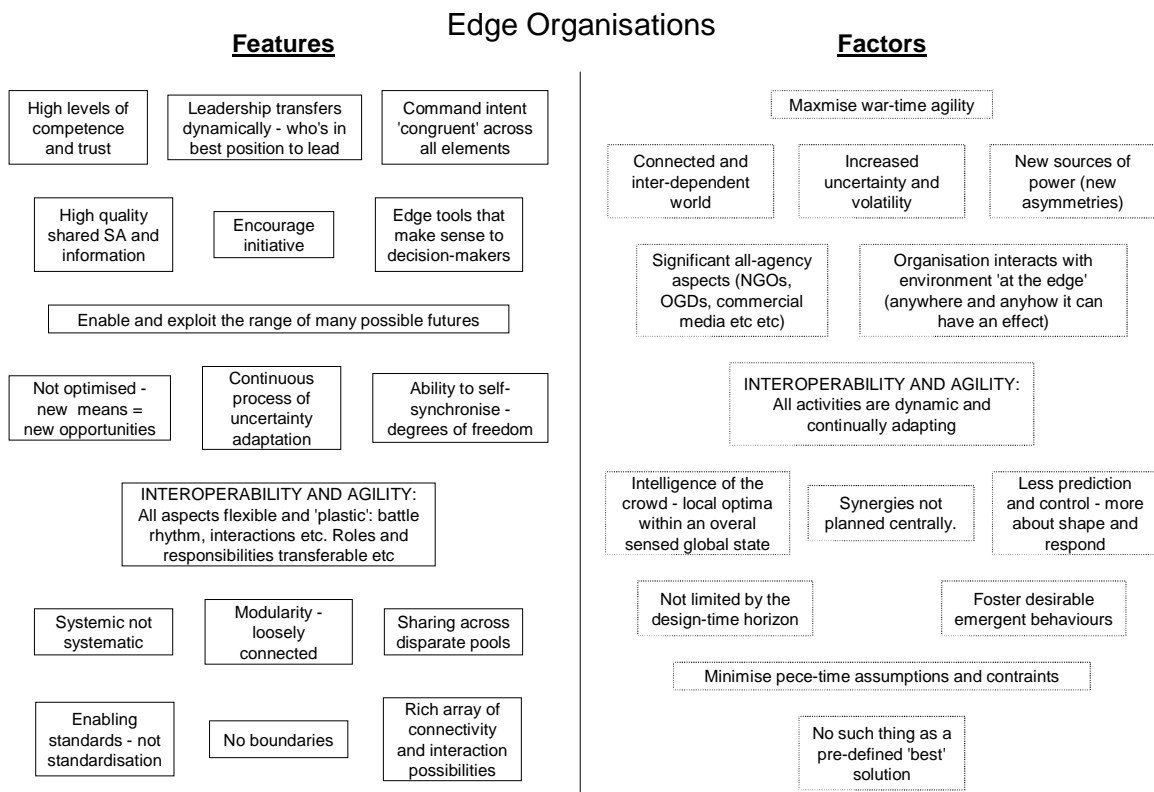 Edge Organisations
Features
High levels of
competence
and trust
Leadership transfers
dynamically - who's in
best position to lead
Command intent
'congruent' across
all elements
High quality
shared SA and
information
Encourage
initiative
Edge tools that
make sense to
decision-makers
Enable and exploit the range of many possible futures
Not optimised -
new means =
new opportunities
Continuous
process of
uncertainty
adaptation
Ability to self-
synchronise -
degrees of freedom
INTEROPERABILITY AND AGILITY:
All aspects flexible and 'plastic': battle
rhythm, interactions etc. Roles and
responsibilities transferable etc
Systemic not
systematic
Modularity -
loosely
connected
Sharing across
disparate pools
Enabling
standards - not
standardisation
No boundaries
Rich array of
connectivity
and interaction
possibilities
Factors
Maxmise war-time agility
Connected and
inter-dependent
world
Increased
uncertainty and
volatility
New sources of
power (new
asymmetries)
Significant all-agency
aspects (NGOs,
OGDs, commercial
media etc etc)
Organisation interacts with
environment 'at the edge'
(anywhere and anyhow it can
have an effect)
INTEROPERABILITY AND AGILITY:
All activities are dynamic and
continually adapting
Intelligence of the
crowd - local optima
within an overal
sensed global state
Synergies not
planned centrally.
Less prediction
and control - more
about shape and
respond
Not limited by the
design-time horizon
Foster desirable
emergent behaviours
Minimise pece-time assumptions and contraints
No such thing as a
pre-defined 'best'
solution